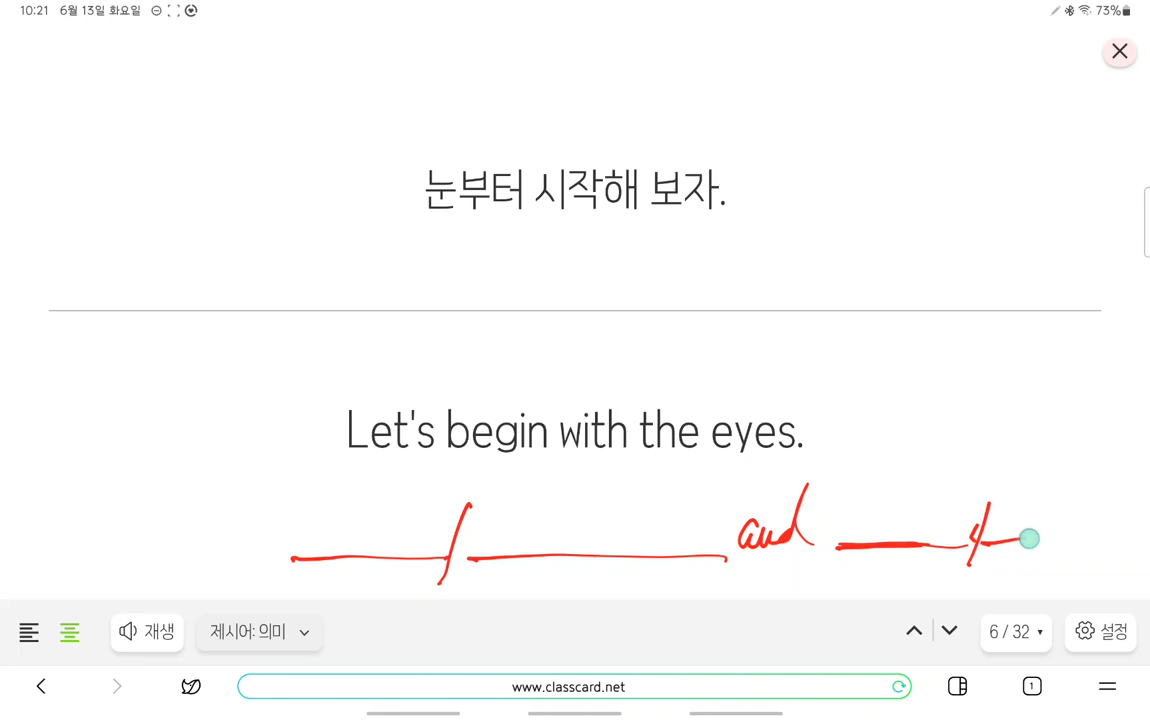 10:21 6월 13일 화요일
73%
눈부터 시작해 보자.
Let's begin with the eyes.
and
재생
제시어: 의미
6 / 32
설정
www.classcard.net
1